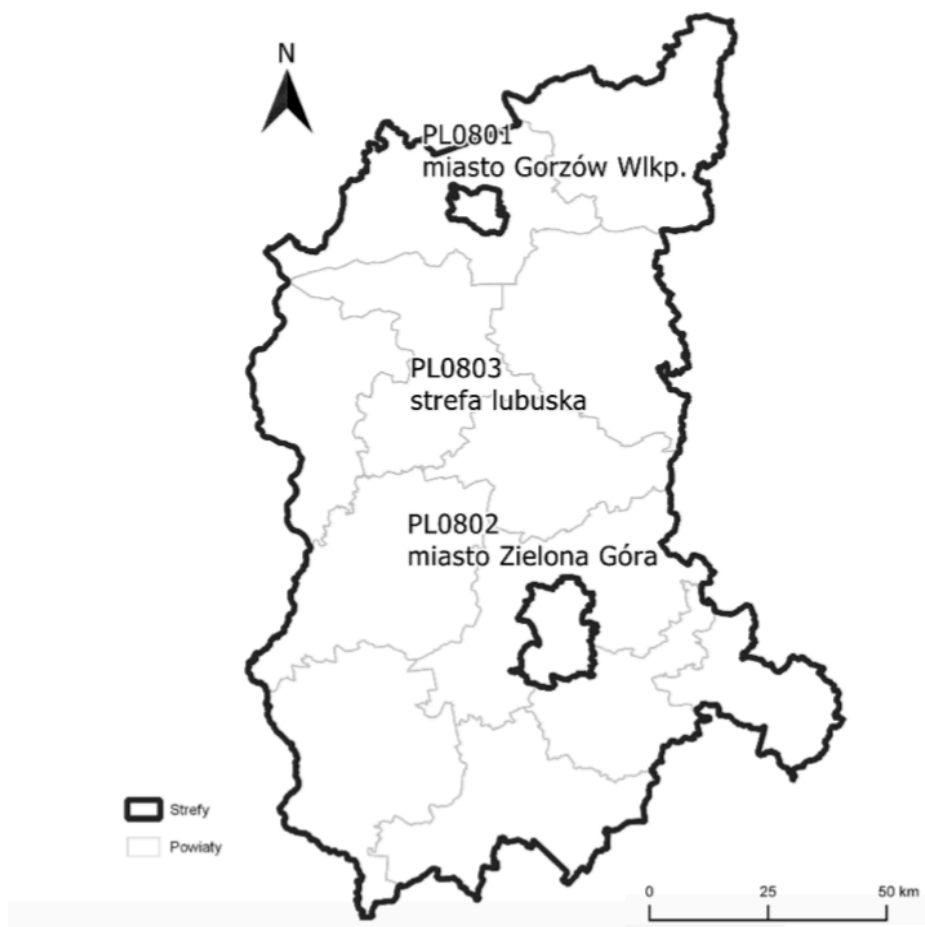 N
PL0801
miasto Gorzów Wlkp.
PL0803
strefa lubuska
PL0802
miasto Zielona Góra
Strefy
Powiaty
0 25 50 km